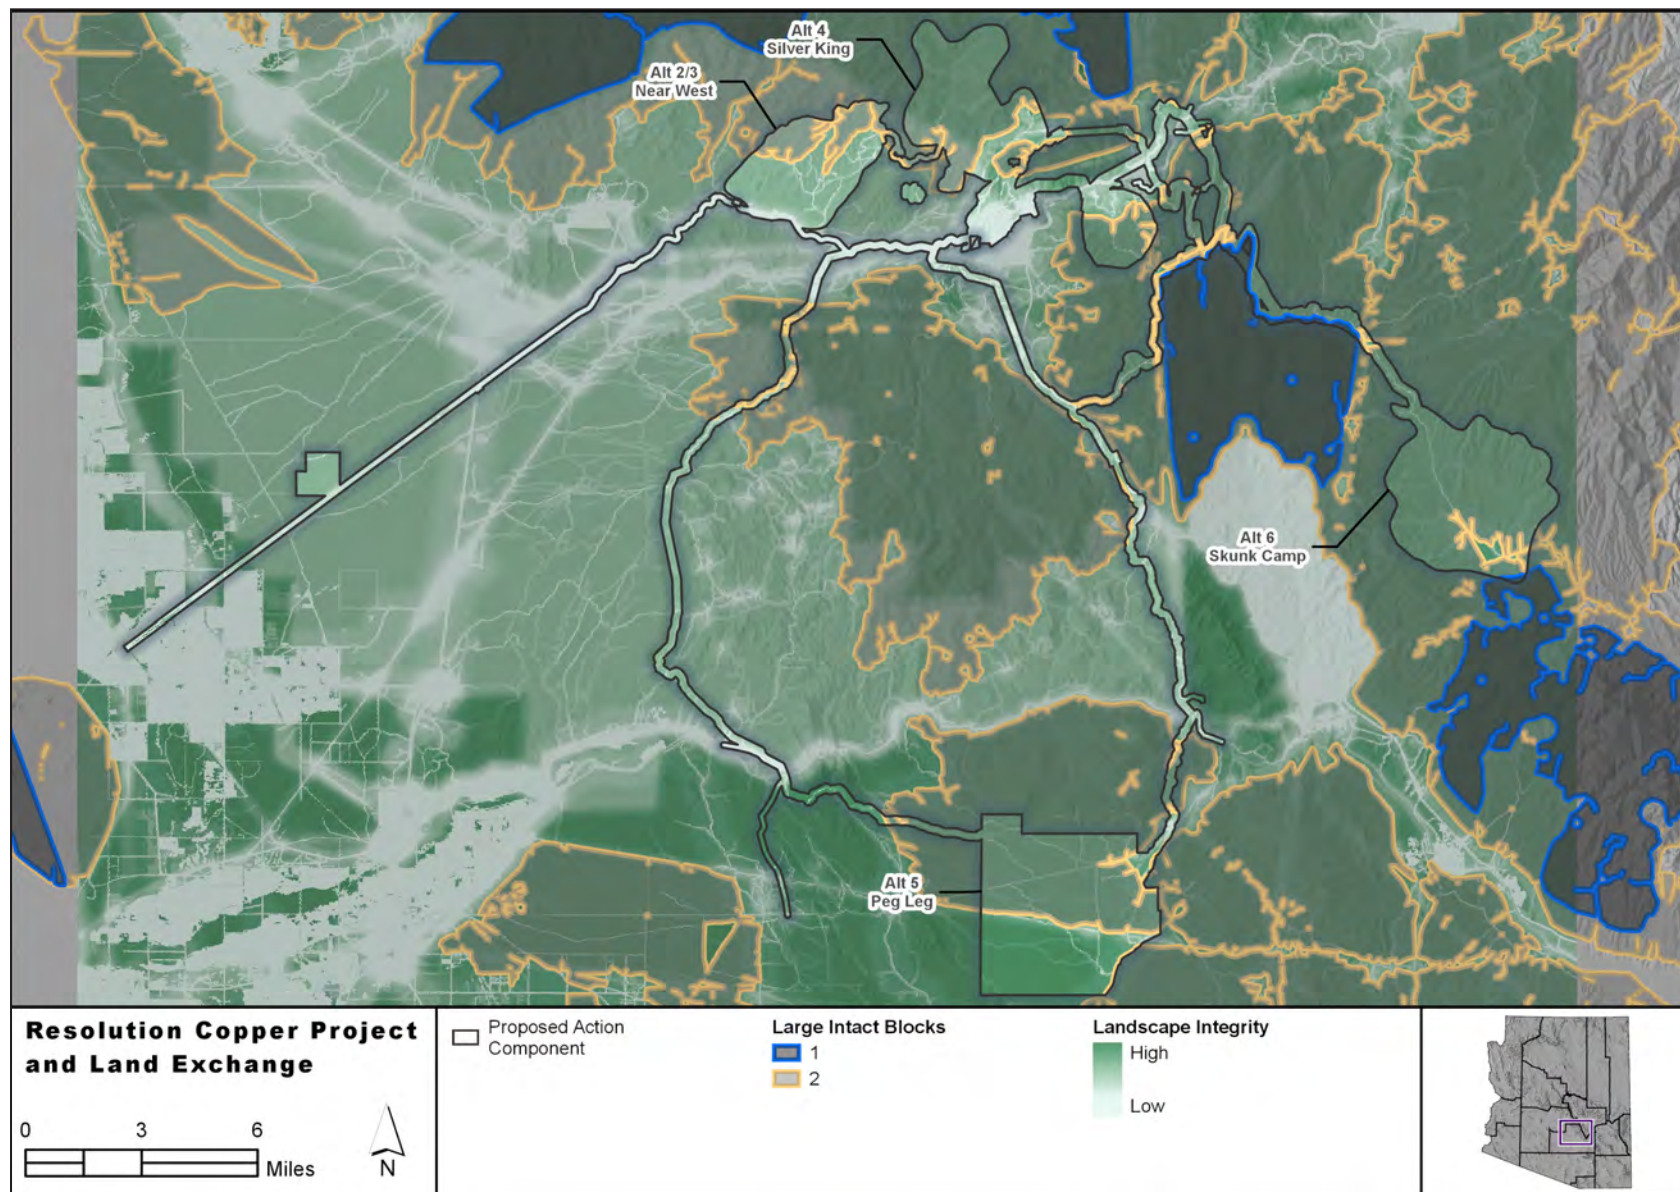 Alt 4
Silver King
Alt 2/3
Near West
Alt 6
Skunk Camp
Alt 5
Peg Leg
Resolution Copper Project
and Land Exchange
0 3 6
Miles
N
Proposed Action
Component
Large Intact Blocks
1
2
Landscape Integrity
High
Low